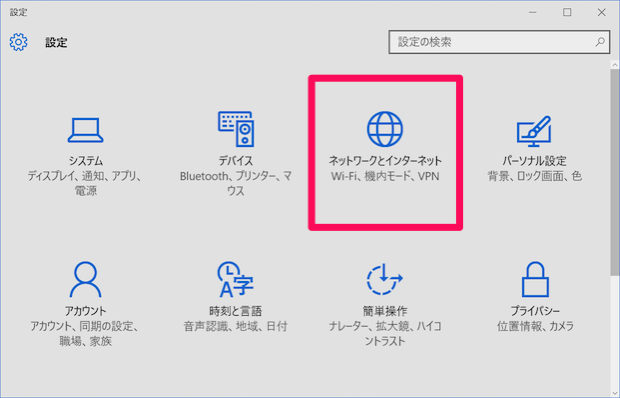 設定
設定
設定の検索
システム
ディスプレイ、通知、アプリ、
電源
デバイス
Bluetooth、プリンター、マ
ウス
ネットワークとインターネット
Wi-Fi、機内モード、VPN
パーソナル設定
背景、ロック画面、色
アカウント
アカウント、同期の設定、
職場、家族
A字
時刻と言語
音声認識、地域、日付
簡単操作
ナレーター、拡大鏡、ハイコ
ントラスト
プライバシー
位置情報、カメラ